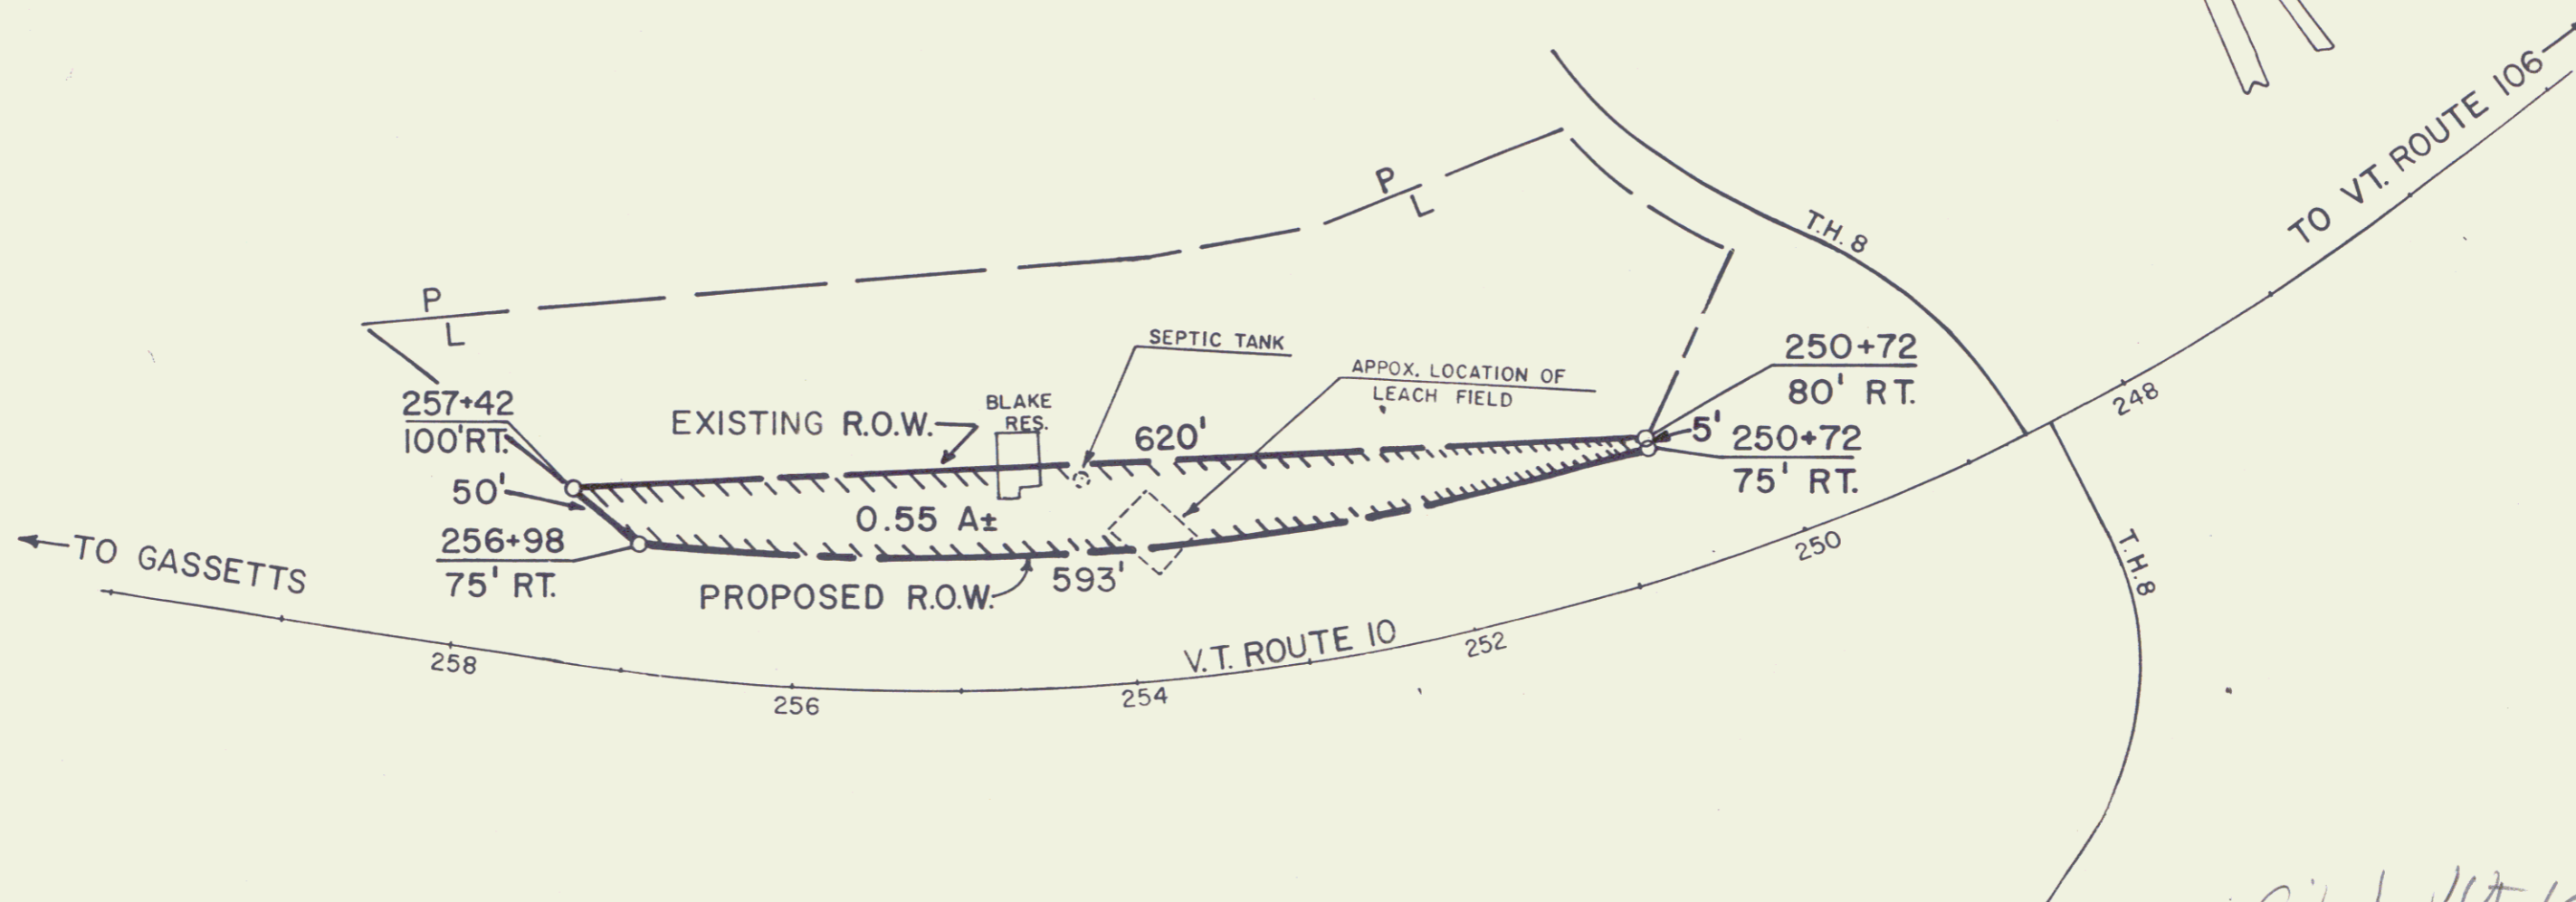 TO VT. ROUTE 106
P
L
T.H. 8
P
L
SEPTIC TANK
250+72
80' RT.
APPOX. LOCATION OF
LEACH FIELD
248
257+42
100' RT.
EXISTING R.O.W.
BLAKE
RES.
620'
5'
250+72
75' RT.
50'
0.55 A±
256+98
75' RT.
TO GASSETTS
PROPOSED R.O.W.
593'
250
T.H. 8
V.T. ROUTE 10
252
258
256
254